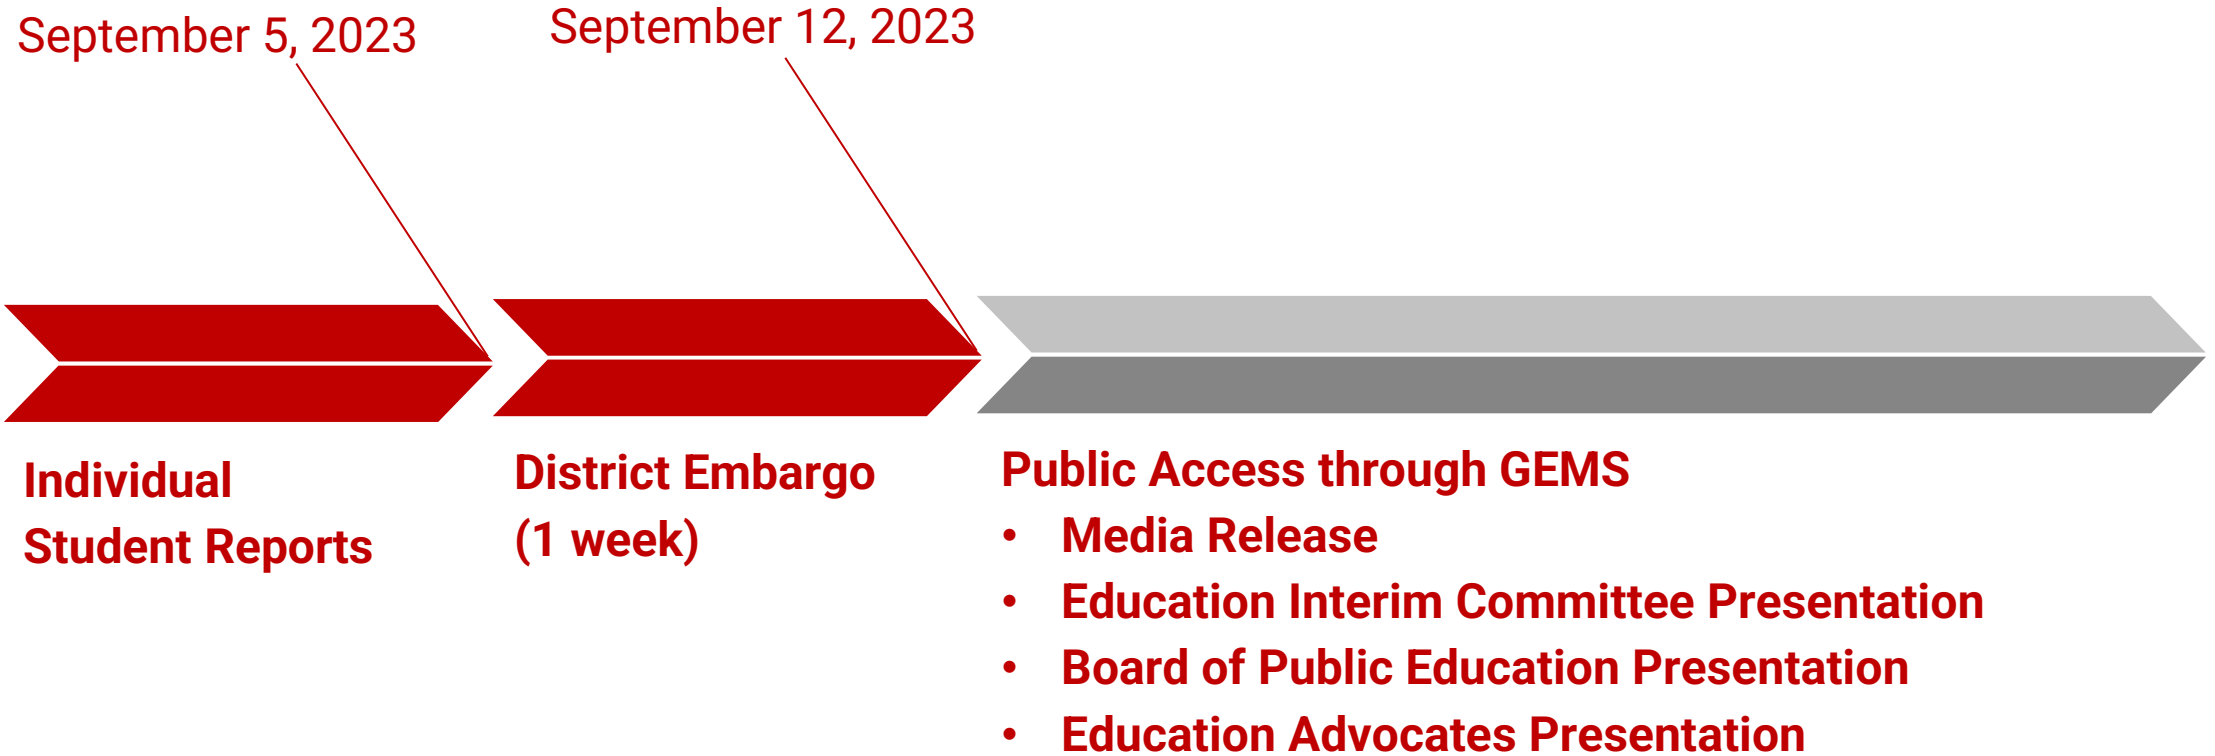 September 5, 2023
September 12, 2023
Individual
Student Reports
District Embargo
(1 week)
Public Access through GEMS
• Media Release
• Education Interim Committee Presentation
• Board of Public Education Presentation
• Education Advocates Presentation